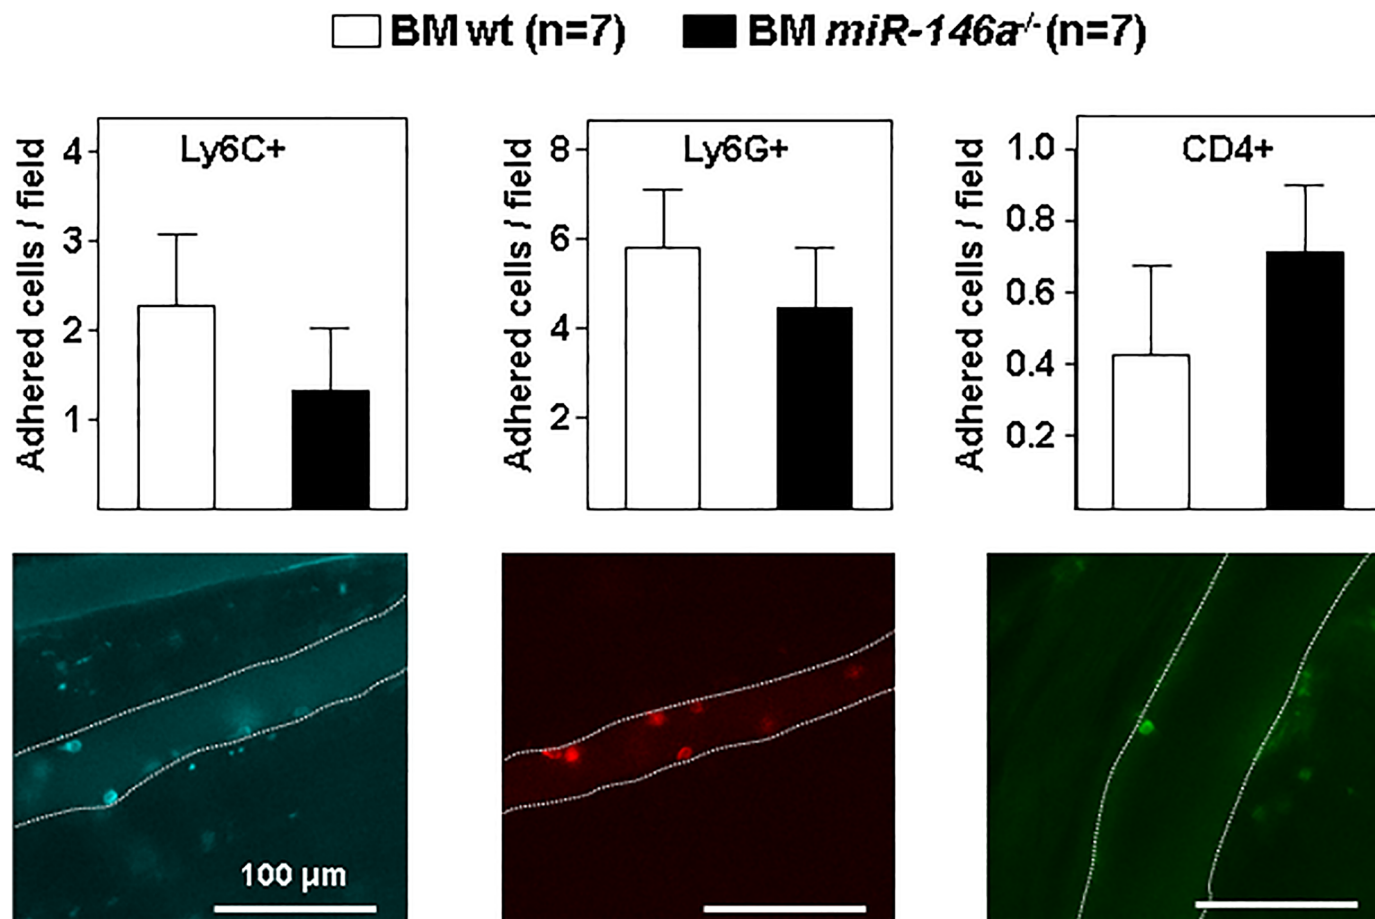 BM wt (n=7) BM miR-146a-/- (n=7)
Adhered cells / field
Ly6C+
4
3
2
1
Adhered cells / field
Ly6G+
8
6
4
2
Adhered cells / field
CD4+
1.0
0.8
0.6
0.4
0.2
100 µm